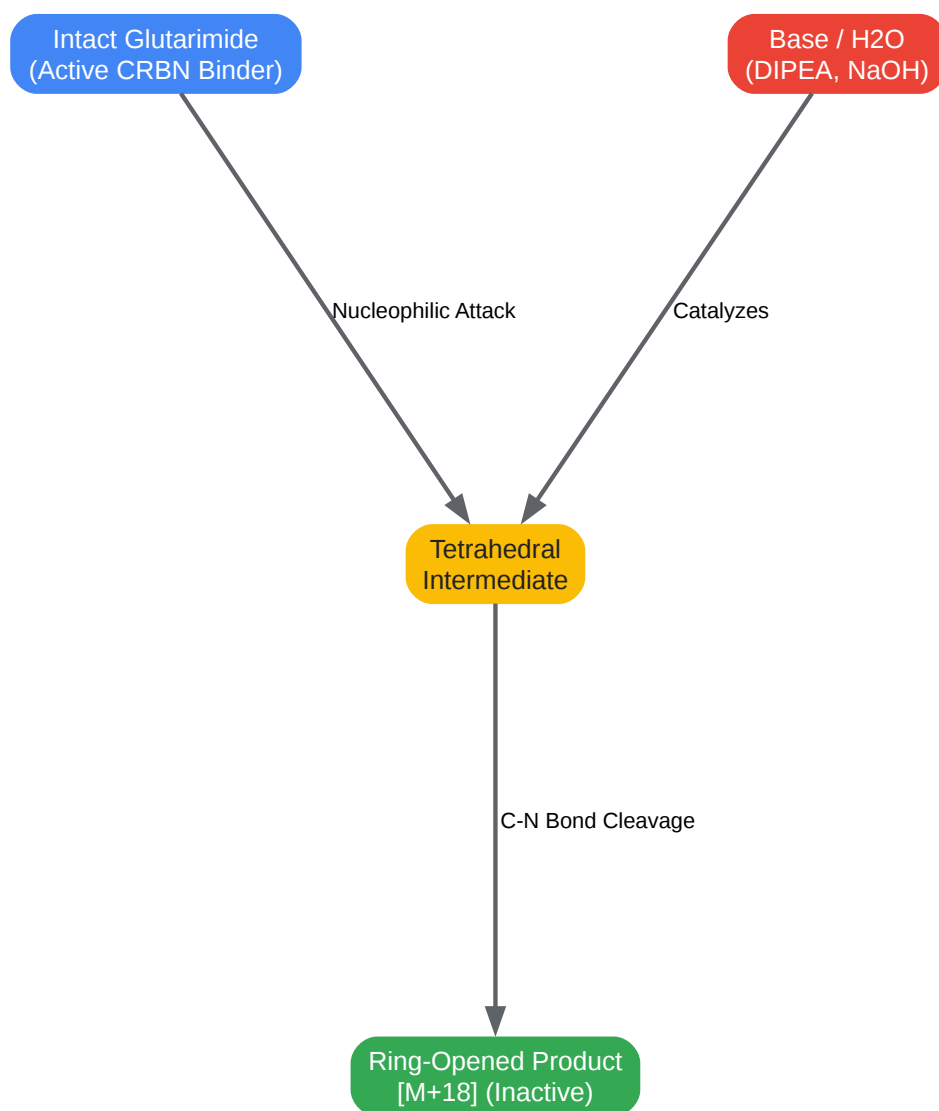 Intact Glutarimide
(Active CRBN Binder)
Base / H2O
(DIPEA, NaOH)
Nucleophilic Attack
Catalyzes
Tetrahedral
Intermediate
C-N Bond Cleavage
Ring-Opened Product
[M+18] (Inactive)